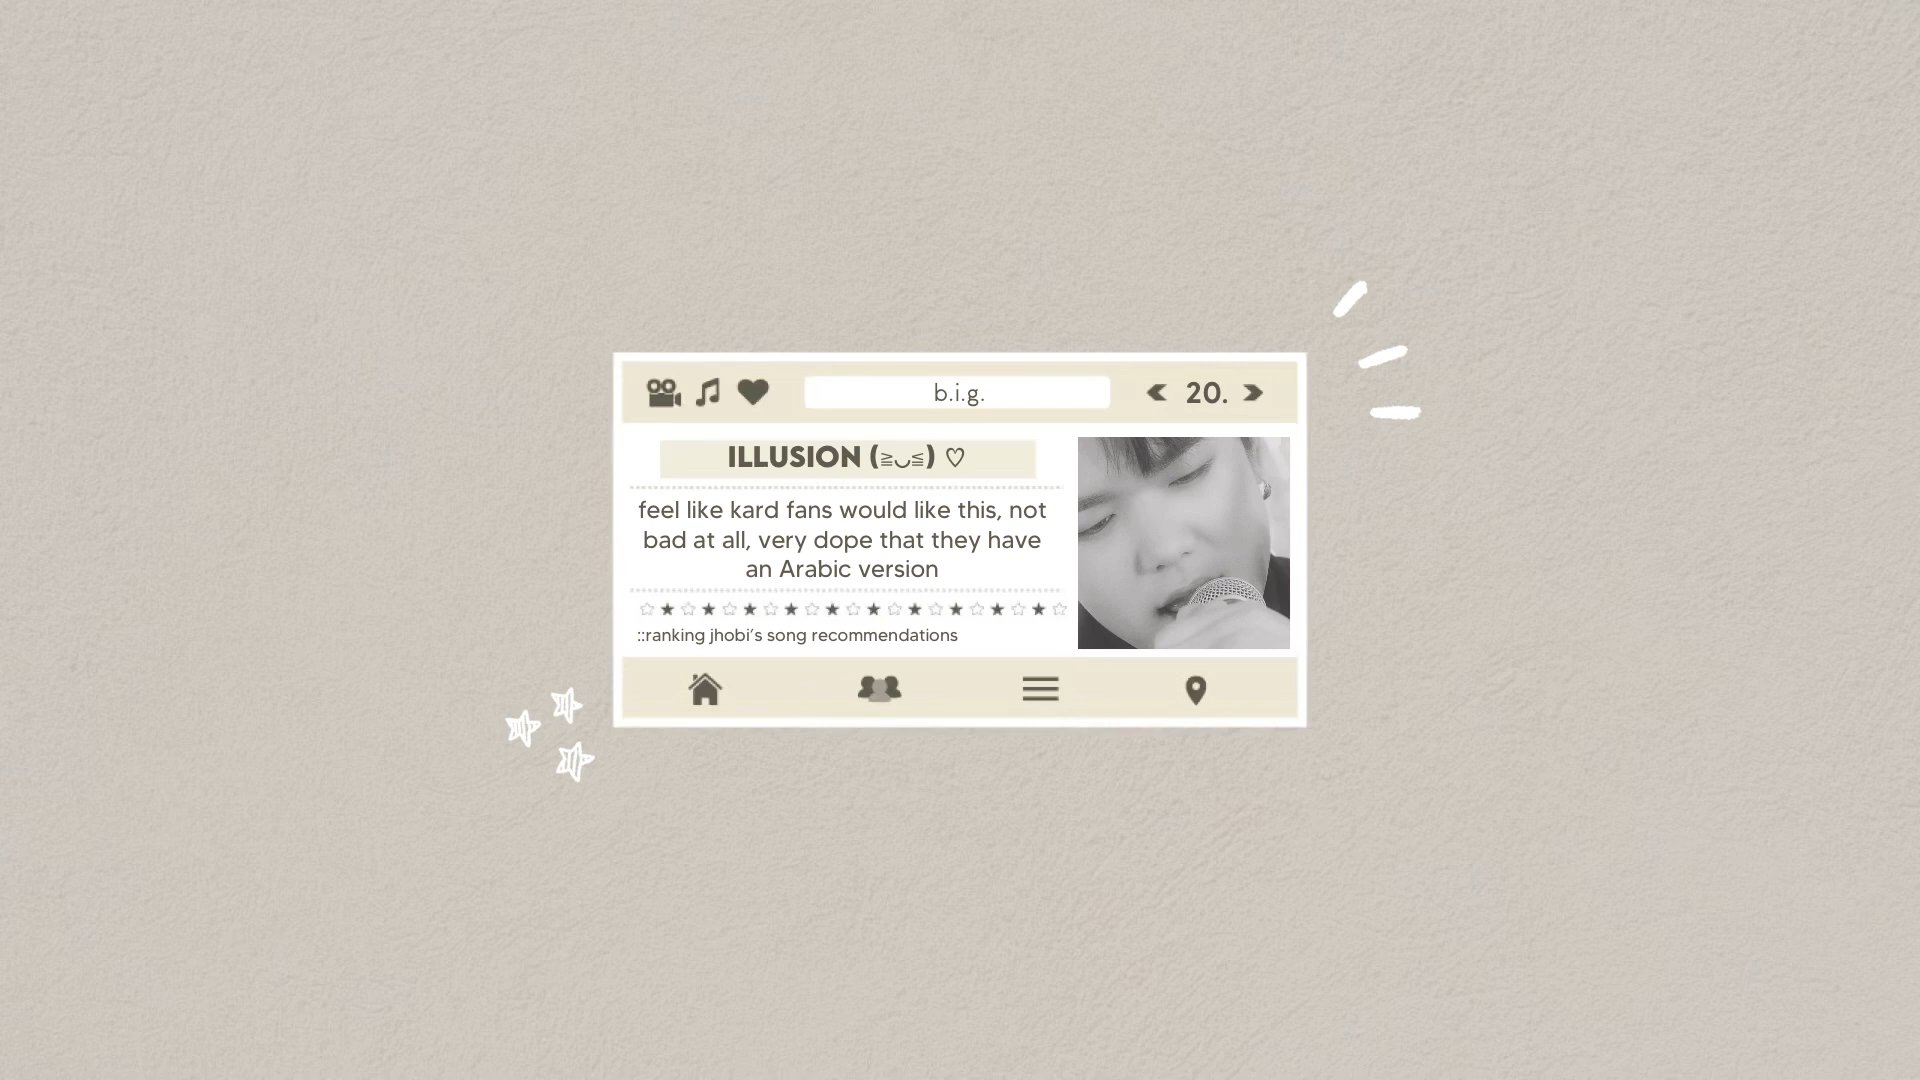 b.i.g.
20.
ILLUSION (≥◡≤) ♡
feel like kard fans would like this, not
bad at all, very dope that they have
an Arabic version
☆★☆★☆★☆★☆★☆★☆★☆★☆★☆★☆
::ranking jhobi's song recommendations